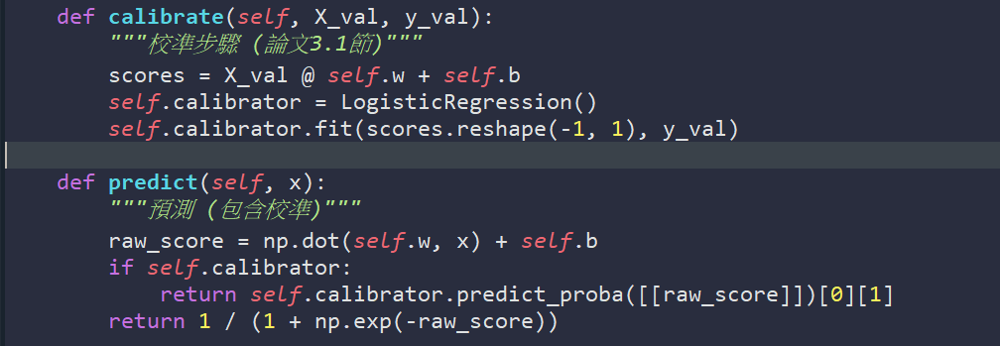 def calibrate(self, X_val, y_val):
"""校準步驟 (論文3.1節)"""
scores = X_val @ self.w + self.b
self.calibrator = LogisticRegression()
self.calibrator.fit(scores.reshape(-1, 1), y_val)
def predict(self, x):
"""預測 (包含校準)"""
raw_score = np.dot(self.w, x) + self.b
if self.calibrator:
return self.calibrator.predict_proba([[raw_score]])[0][1]
return 1 / (1 + np.exp(-raw_score))